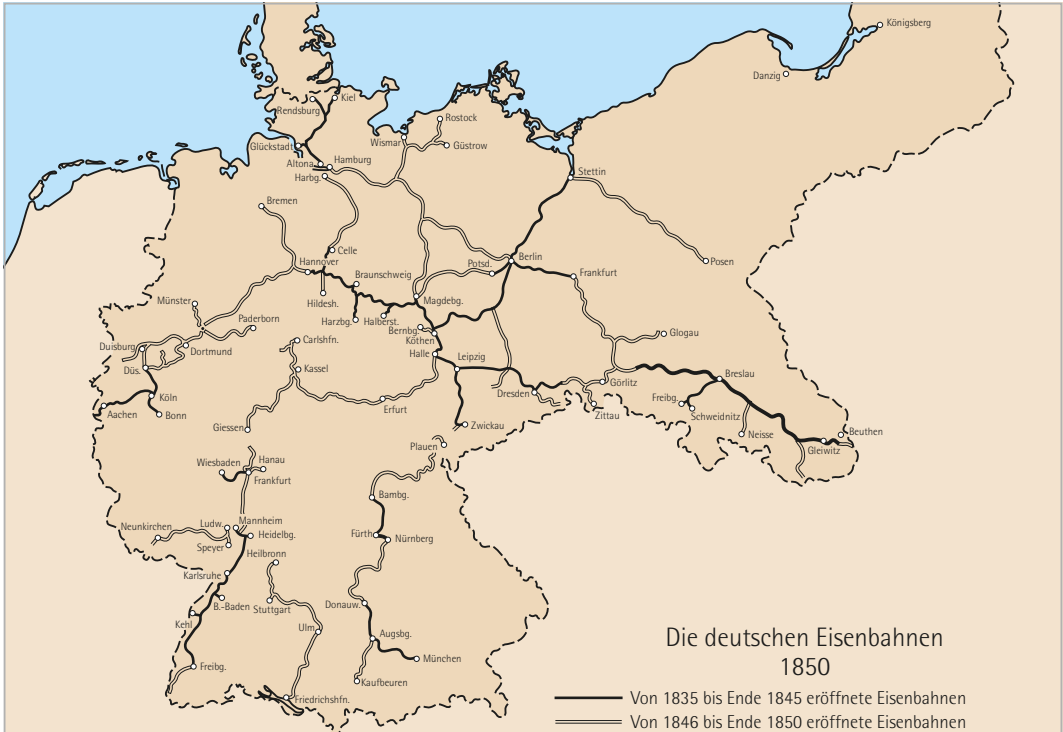 Königsberg
Danzig
Kiel
Rendsburg
Rostock
Wismar
Glückstadt
Güstrow
Altona
Hamburg
Harbg.
Stettin
Bremen
Celle
Hannover
Berlin
Posen
Braunschweig
Potsd.
Frankfurt
Hildesh.
Magdebg.
Münster
Paderborn
Harzbg.
Halberst.
Bernbg.
Köthen
Glogau
Carlshfn.
Duisburg
Dortmund
Halle
Leipzig
Düs.
Kassel
Breslau
Görlitz
Dresden
Köln
Erfurt
Freibg.
Aachen
Bonn
Schweidnitz
Zittau
Giessen
Zwickau
Neisse
Beuthen
Plauen
Gleiwitz
Wiesbaden
Hanau
Frankfurt
Bambg.
Neunkirchen
Ludw.
Mannheim
Heidelbg.
Fürth
Nürnberg
Speyer
Heilbronn
Karlsruhe
B.-Baden
Stuttgart
Donauw.
Kehl
Ulm
Augsbg.
München
Freibg.
Kaufbeuren
Friedrichshfn.
Die deutschen Eisenbahnen
1850
Von 1835 bis Ende 1845 eröffnete Eisenbahnen
Von 1846 bis Ende 1850 eröffnete Eisenbahnen